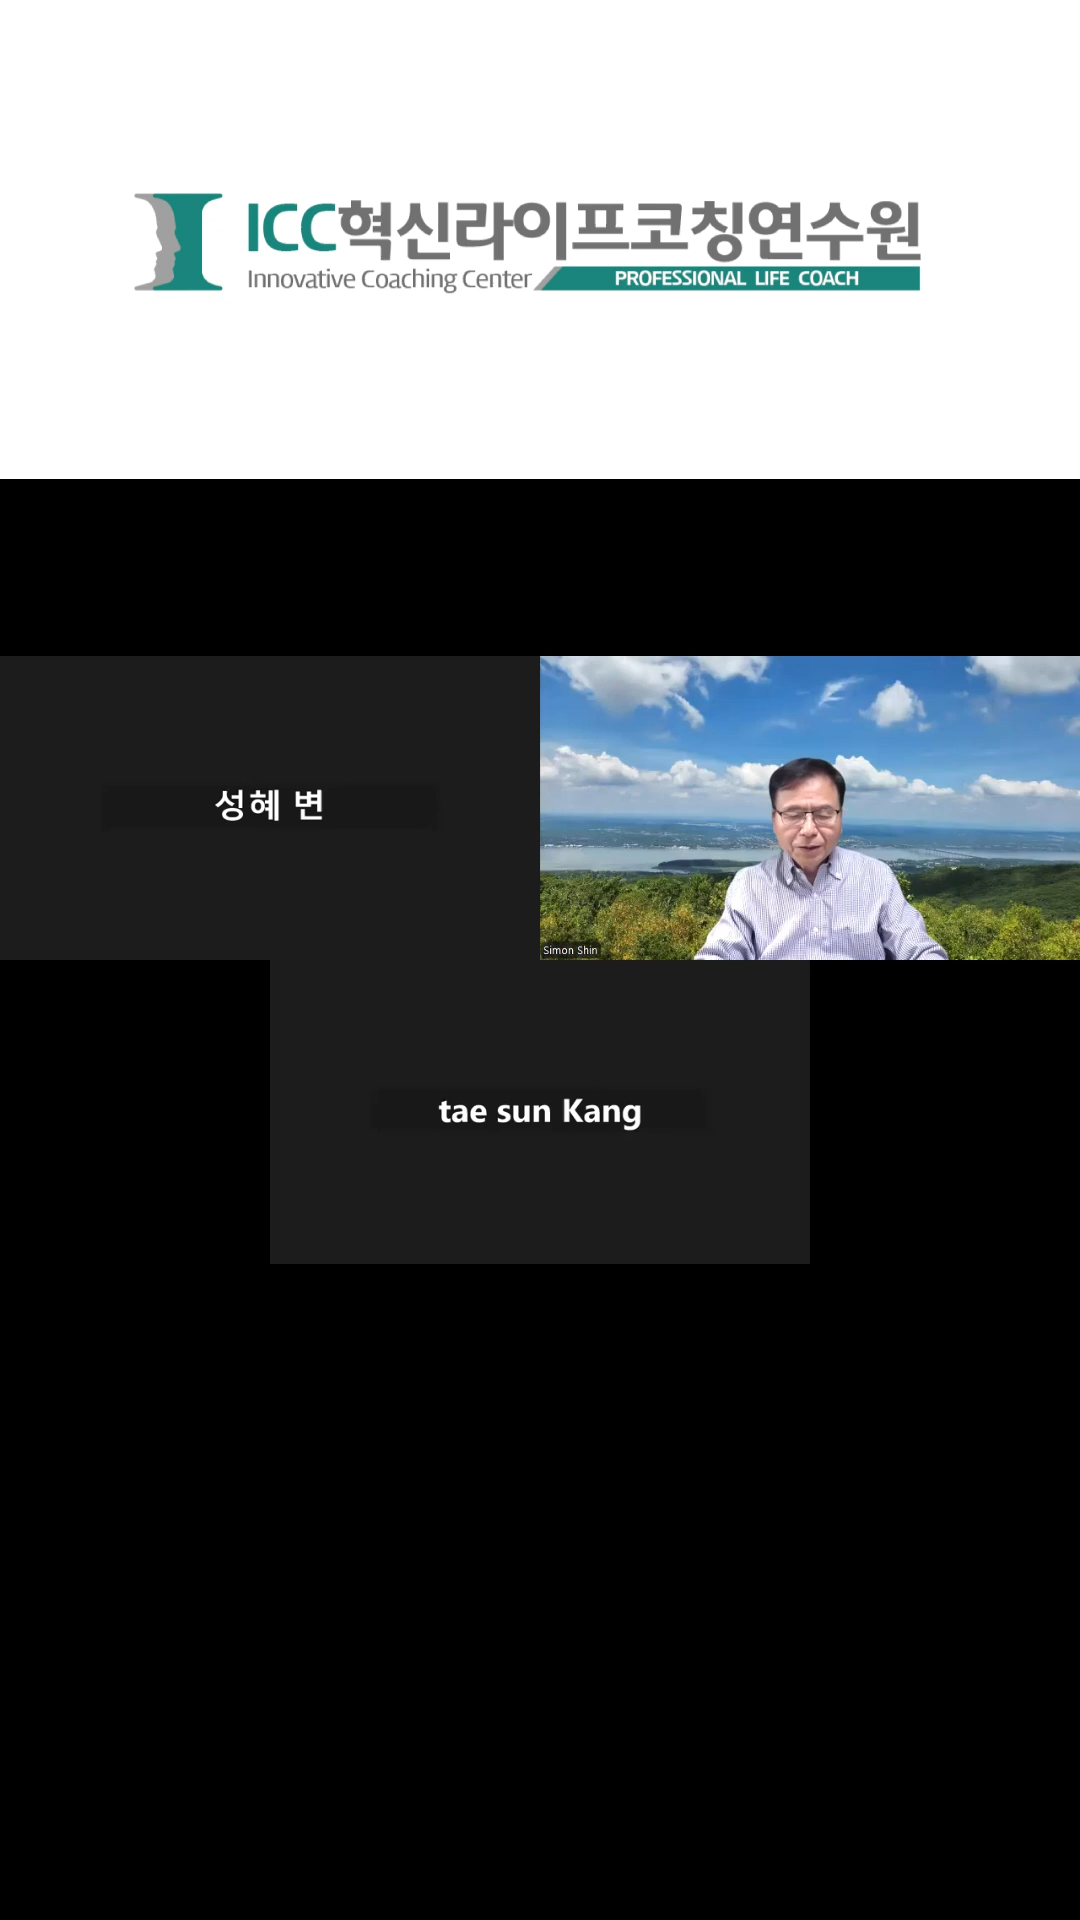 ICC혁신라이프코칭연수원
Innovative Coaching Center
PROFESSIONAL LIFE COACH
성혜 변
Simon Shin
tae sun Kang